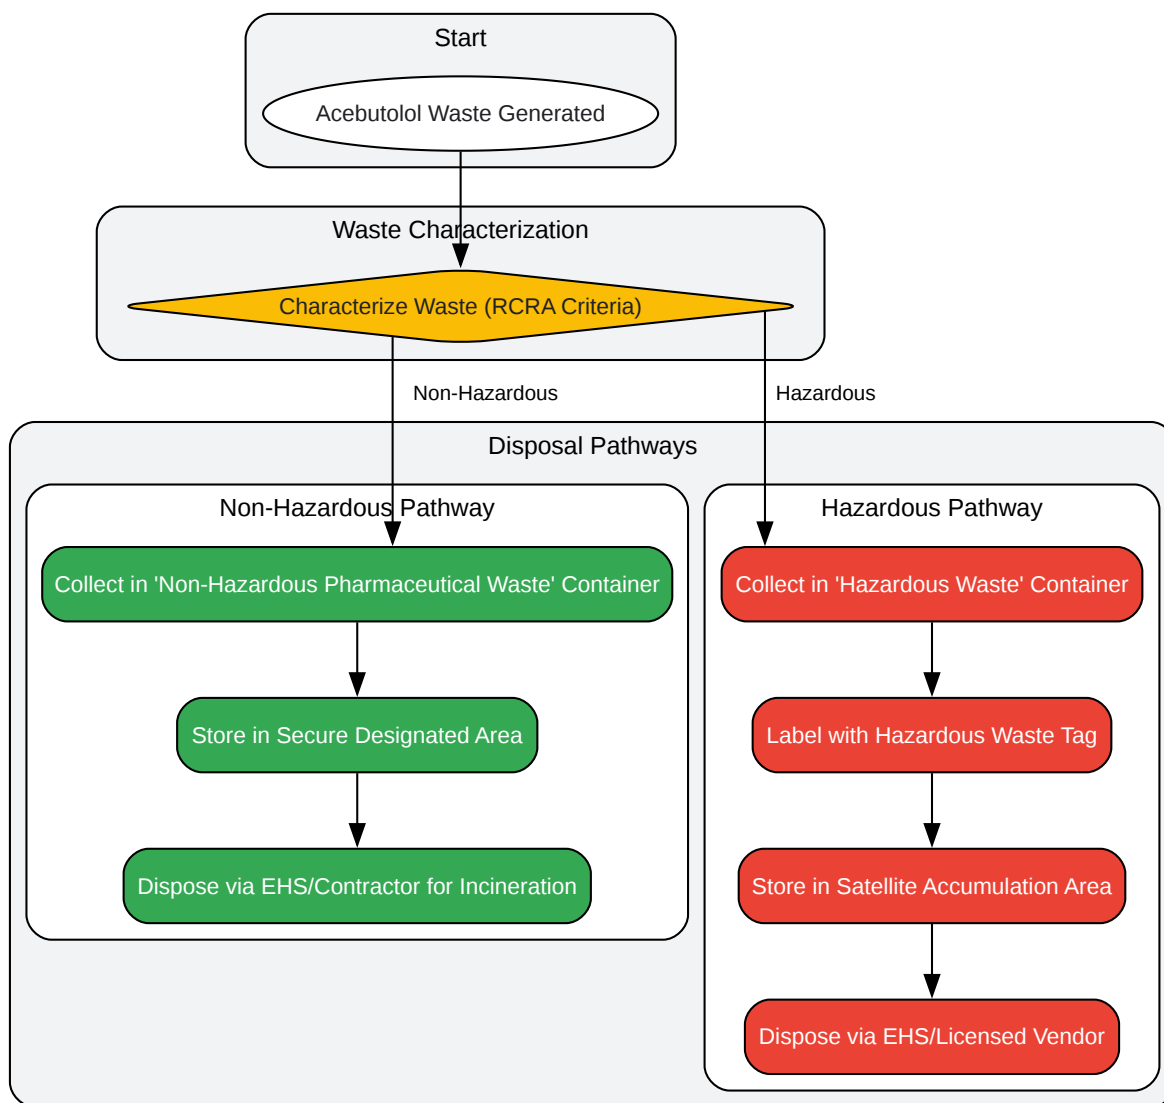 Start
Acebutolol Waste Generated
Waste Characterization
Characterize Waste (RCRA Criteria)
Non-Hazardous
Hazardous
Disposal Pathways
Non-Hazardous Pathway
Collect in 'Non-Hazardous Pharmaceutical Waste' Container
Store in Secure Designated Area
Dispose via EHS/Contractor for Incineration
Hazardous Pathway
Collect in 'Hazardous Waste' Container
Label with Hazardous Waste Tag
Store in Satellite Accumulation Area
Dispose via EHS/Licensed Vendor